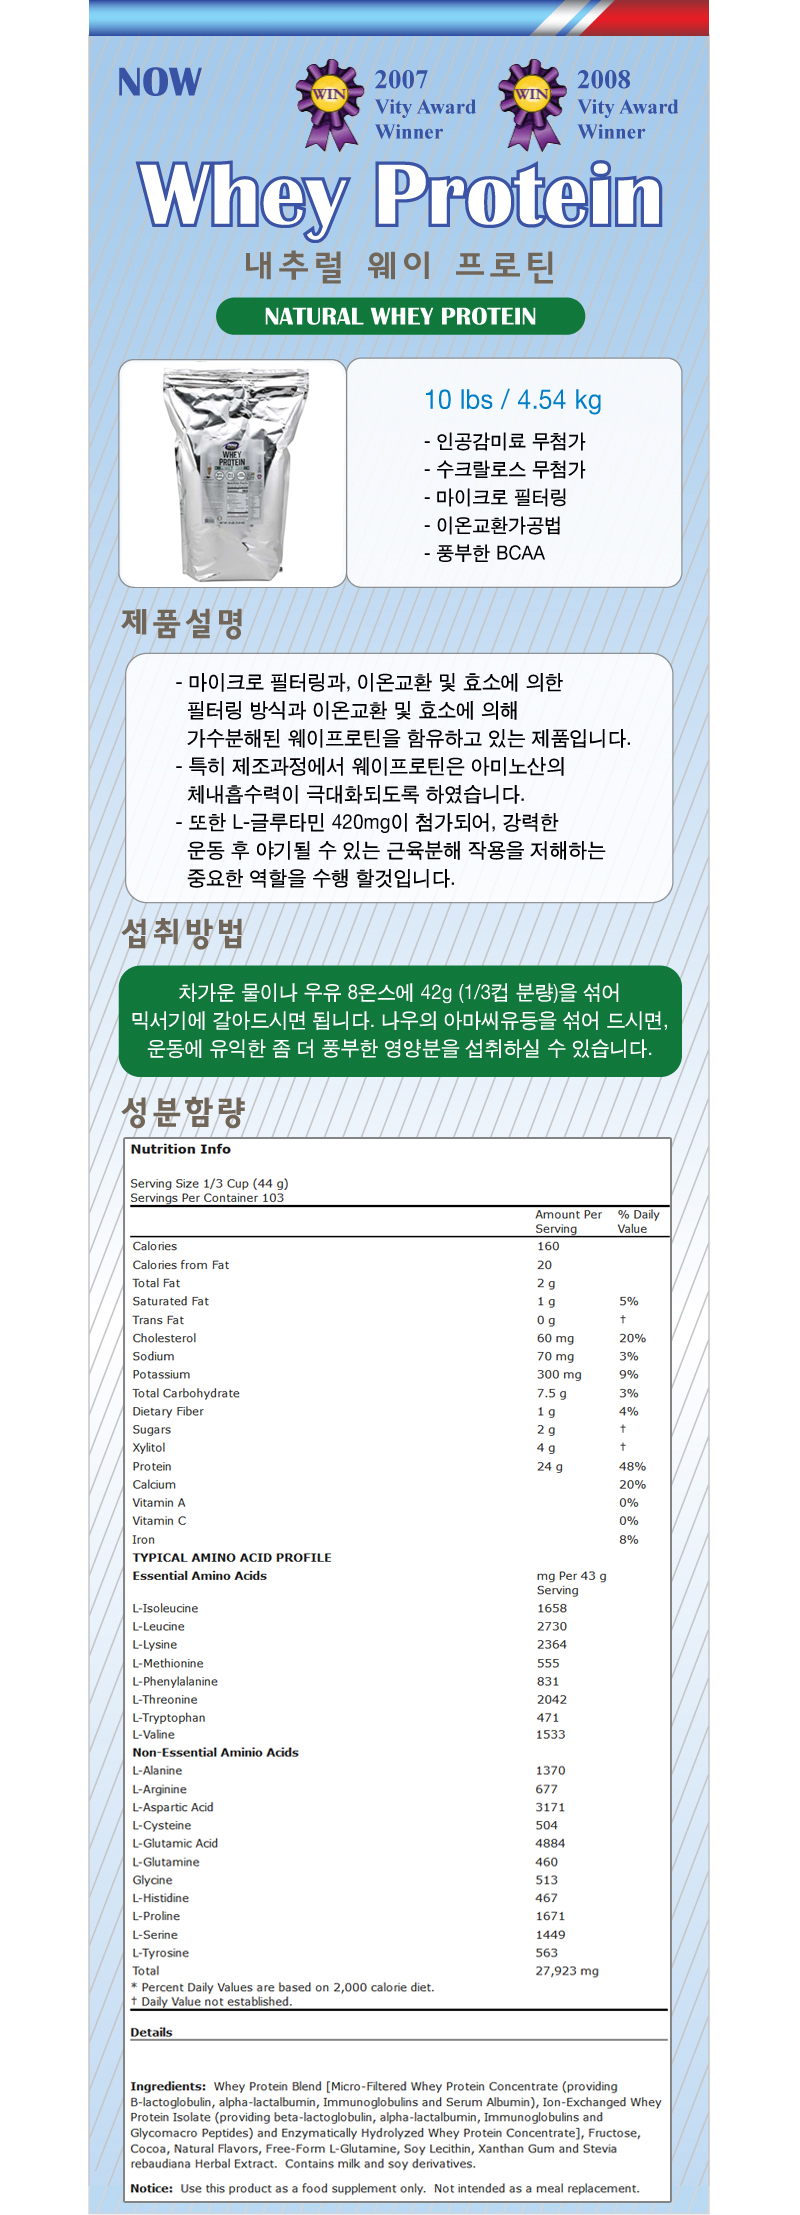 NOW
WIN
2007
Vity Award
Winner
WIN
2008
Vity Award
Winner
Whey Protein
내추럴 웨이 프로틴
NATURAL WHEY PROTEIN
NOW
WHEY
PROTEIN
10 lbs / 4.54 kg
- 인공감미료 무첨가
- 수크랄로스 무첨가
- 마이크로 필터링
- 이온교환가공법
- 풍부한 BCAA
제품설명
- 마이크로 필터링과, 이온교환 및 효소에 의한
필터링 방식과 이온교환 및 효소에 의해
가수분해된 웨이프로틴을 함유하고 있는 제품입니다.
- 특히 제조과정에서 웨이프로틴은 아미노산의
체내흡수력이 극대화되도록 하였습니다.
- 또한 L-글루타민 420mg이 첨가되어, 강력한
운동 후 야기될 수 있는 근육분해 작용을 저해하는
중요한 역할을 수행 할것입니다.
섭취방법
차가운 물이나 우유 8온스에 42g (1/3컵 분량)을 섞어
믹서기에 갈아드시면 됩니다. 나우의 아마씨유등을 섞어 드시면,
운동에 유익한 좀 더 풍부한 영양분을 섭취하실 수 있습니다.
성분함량
Nutrition Info
Serving Size 1/3 Cup (44 g)
Servings Per Container 103
Amount Per Serving % Daily Value
Calories 160
Calories from Fat 20
Total Fat 2 g
Saturated Fat 1 g 5%
Trans Fat 0 g †
Cholesterol 60 mg 20%
Sodium 70 mg 3%
Potassium 300 mg 9%
Total Carbohydrate 7.5 g 3%
Dietary Fiber 1 g 4%
Sugars 2 g †
Xylitol 4 g †
Protein 24 g 48%
Calcium 20%
Vitamin A 0%
Vitamin C 0%
Iron 8%
TYPICAL AMINO ACID PROFILE
Essential Amino Acids mg Per 43 g Serving
L-Isoleucine 1658
L-Leucine 2730
L-Lysine 2364
L-Methionine 555
L-Phenylalanine 831
L-Threonine 2042
L-Tryptophan 471
L-Valine 1533
Non-Essential Aminio Acids
L-Alanine 1370
L-Arginine 677
L-Aspartic Acid 3171
L-Cysteine 504
L-Glutamic Acid 4884
L-Glutamine 460
Glycine 513
L-Histidine 467
L-Proline 1671
L-Serine 1449
L-Tyrosine 563
Total 27,923 mg
* Percent Daily Values are based on 2,000 calorie diet.
† Daily Value not established.
Details
Ingredients: Whey Protein Blend [Micro-Filtered Whey Protein Concentrate (providing
B-lactoglobulin, alpha-lactalbumin, Immunoglobulins and Serum Albumin), Ion-Exchanged Whey
Protein Isolate (providing beta-lactoglobulin, alpha-lactalbumin, Immunoglobulins and
Glycomacro Peptides) and Enzymatically Hydrolyzed Whey Protein Concentrate], Fructose,
Cocoa, Natural Flavors, Free-Form L-Glutamine, Soy Lecithin, Xanthan Gum and Stevia
rebaudiana Herbal Extract. Contains milk and soy derivatives.
Notice: Use this product as a food supplement only. Not intended as a meal replacement.